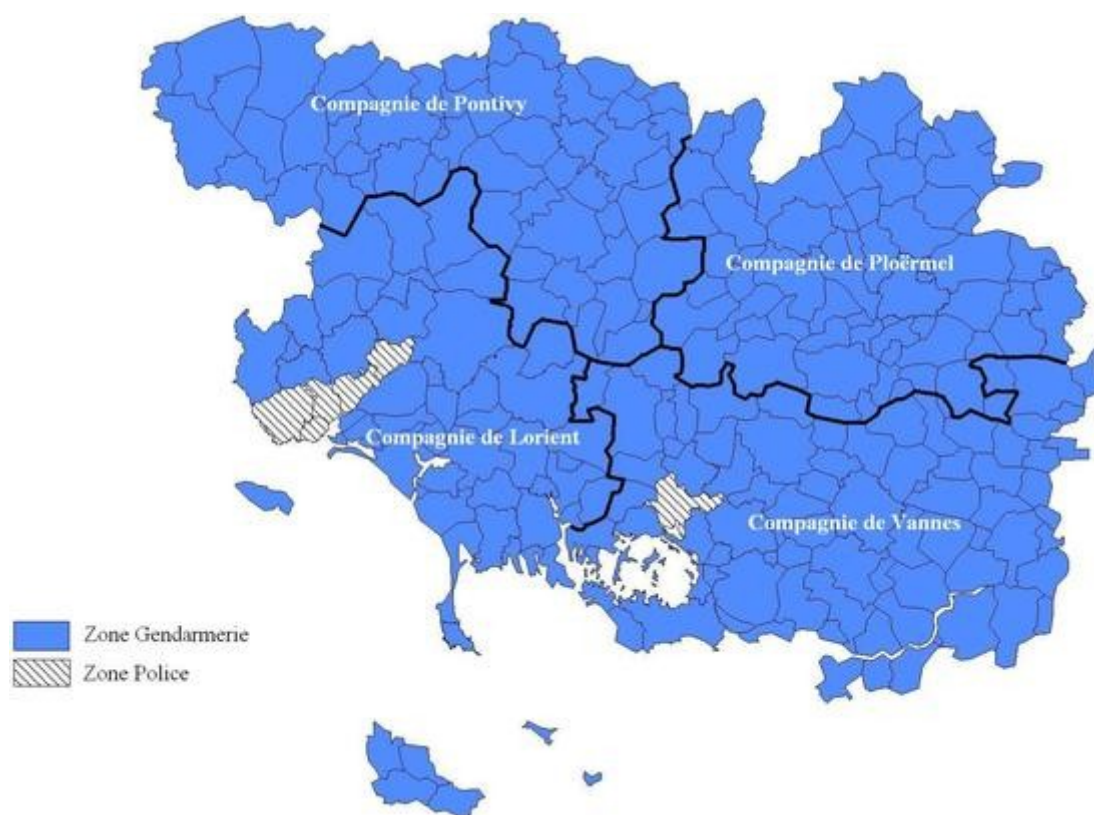 Compagnie de Pontivy
Compagnie de Ploërmel
Compagnie de Lorient
Compagnie de Vannes
Zone Gendarmerie
Zone Police